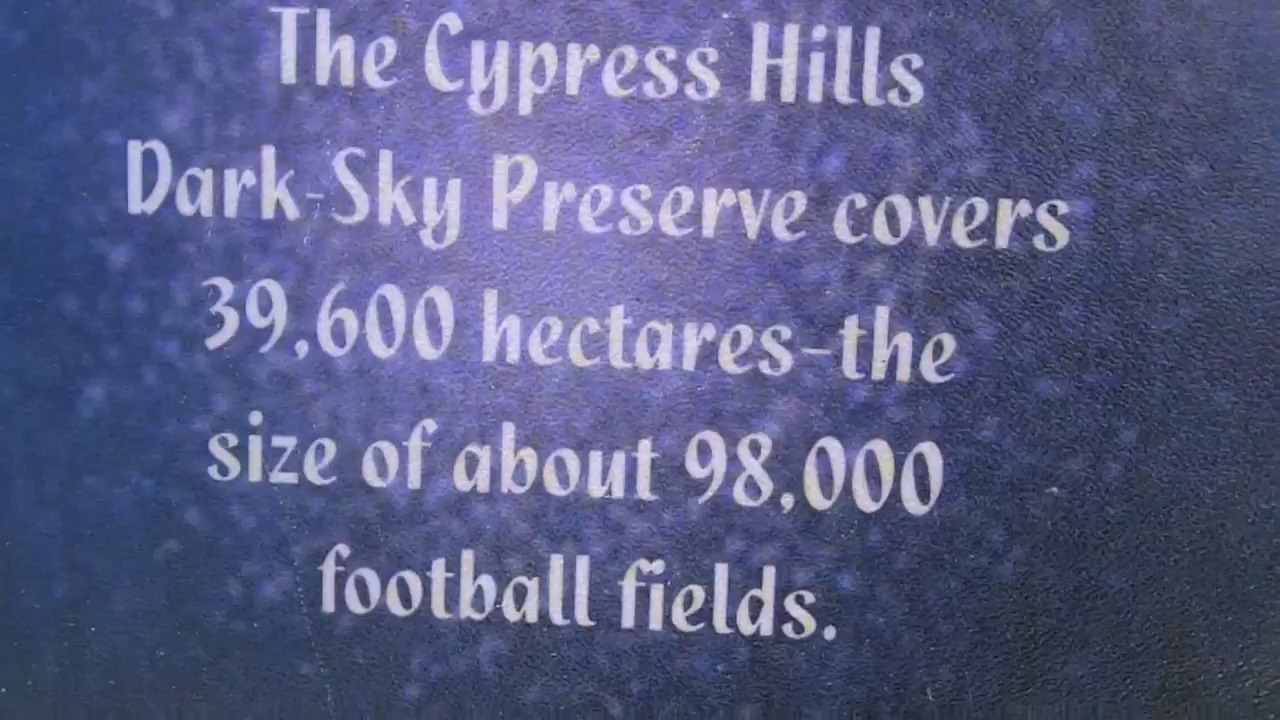 The Cypress Hills
Dark-Sky Preserve covers
39,600 hectares–the
size of about 98,000
football fields.